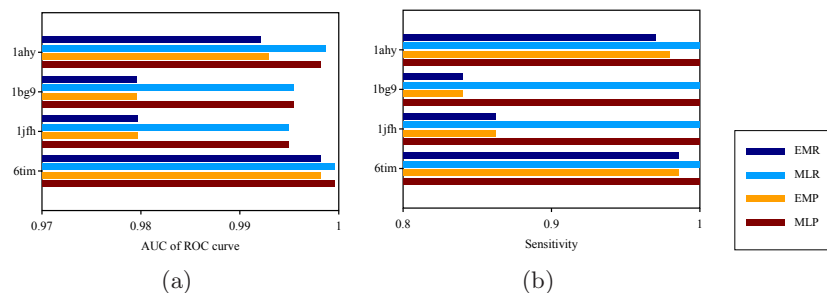 1ahy
1bg9
1jfh
6tim
0.97
0.98
0.99
1
AUC of ROC curve
(a)
1ahy
1bg9
1jfh
6tim
0.8
0.9
1
Sensitivity
(b)
EMR
MLR
EMP
MLP